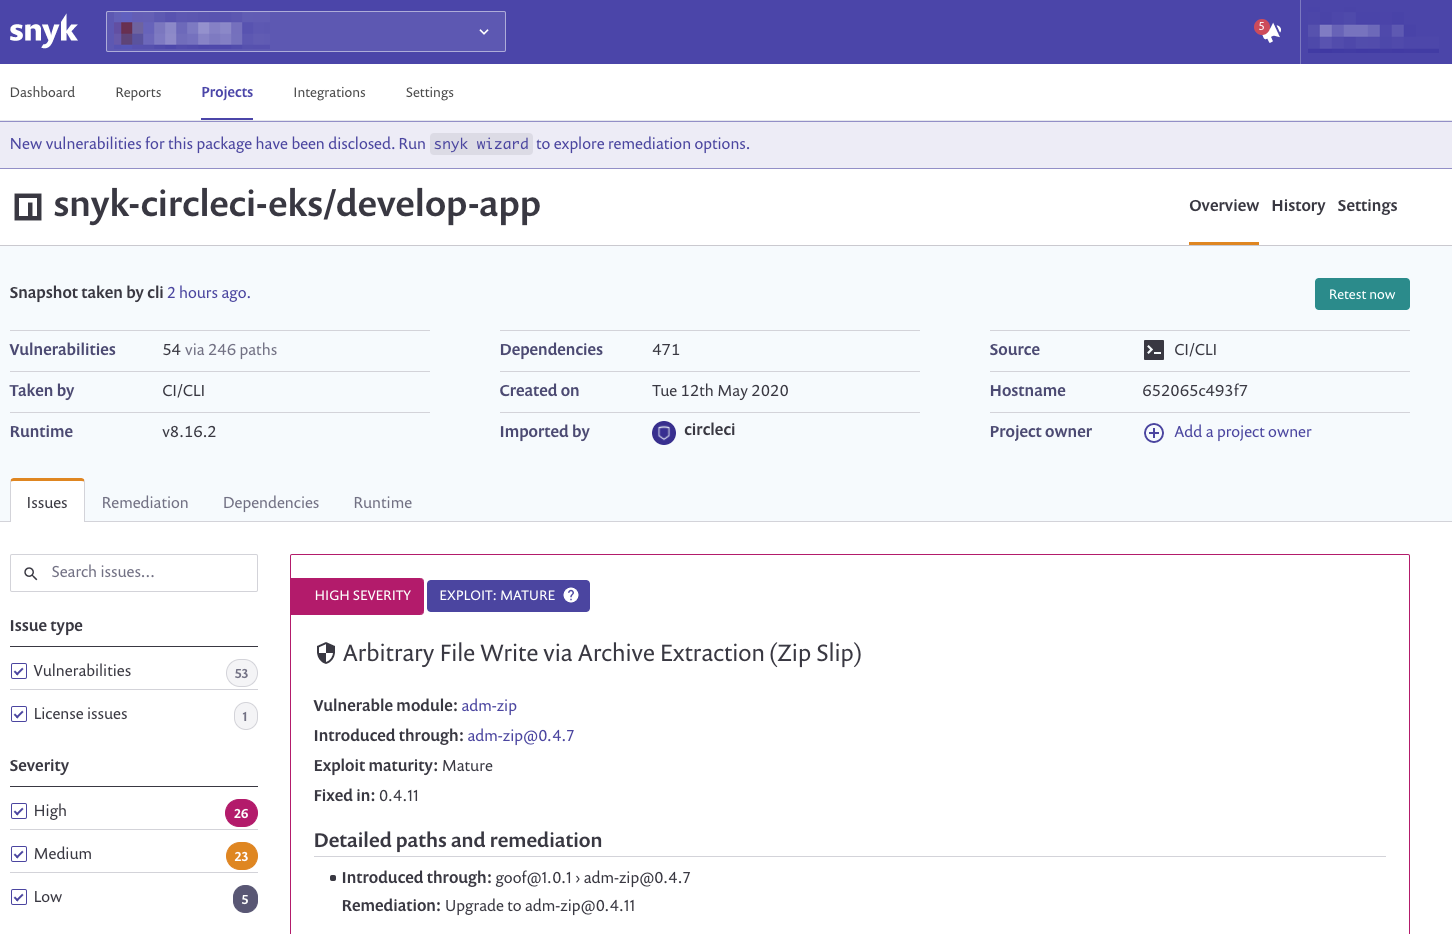 snyk
5
Dashboard Reports Projects Integrations Settings
New vulnerabilities for this package have been disclosed. Run snyk wizard to explore remediation options.
snyk-circleci-eks/develop-app
Overview History Settings
Snapshot taken by cli 2 hours ago.
Retest now
Vulnerabilities 54 via 246 paths
Dependencies 471
Source CI/CLI
Taken by CI/CLI
Created on Tue 12th May 2020
Hostname 652065c493f7
Runtime v8.16.2
Imported by circleci
Project owner Add a project owner
Issues Remediation Dependencies Runtime
Search issues...
Issue type
Vulnerabilities 53
License issues 1
Severity
High 26
Medium 23
Low 5
HIGH SEVERITY EXPLOIT: MATURE ?
Arbitrary File Write via Archive Extraction (Zip Slip)
Vulnerable module: adm-zip
Introduced through: adm-zip@0.4.7
Exploit maturity: Mature
Fixed in: 0.4.11
Detailed paths and remediation
• Introduced through: goof@1.0.1 › adm-zip@0.4.7
Remediation: Upgrade to adm-zip@0.4.11